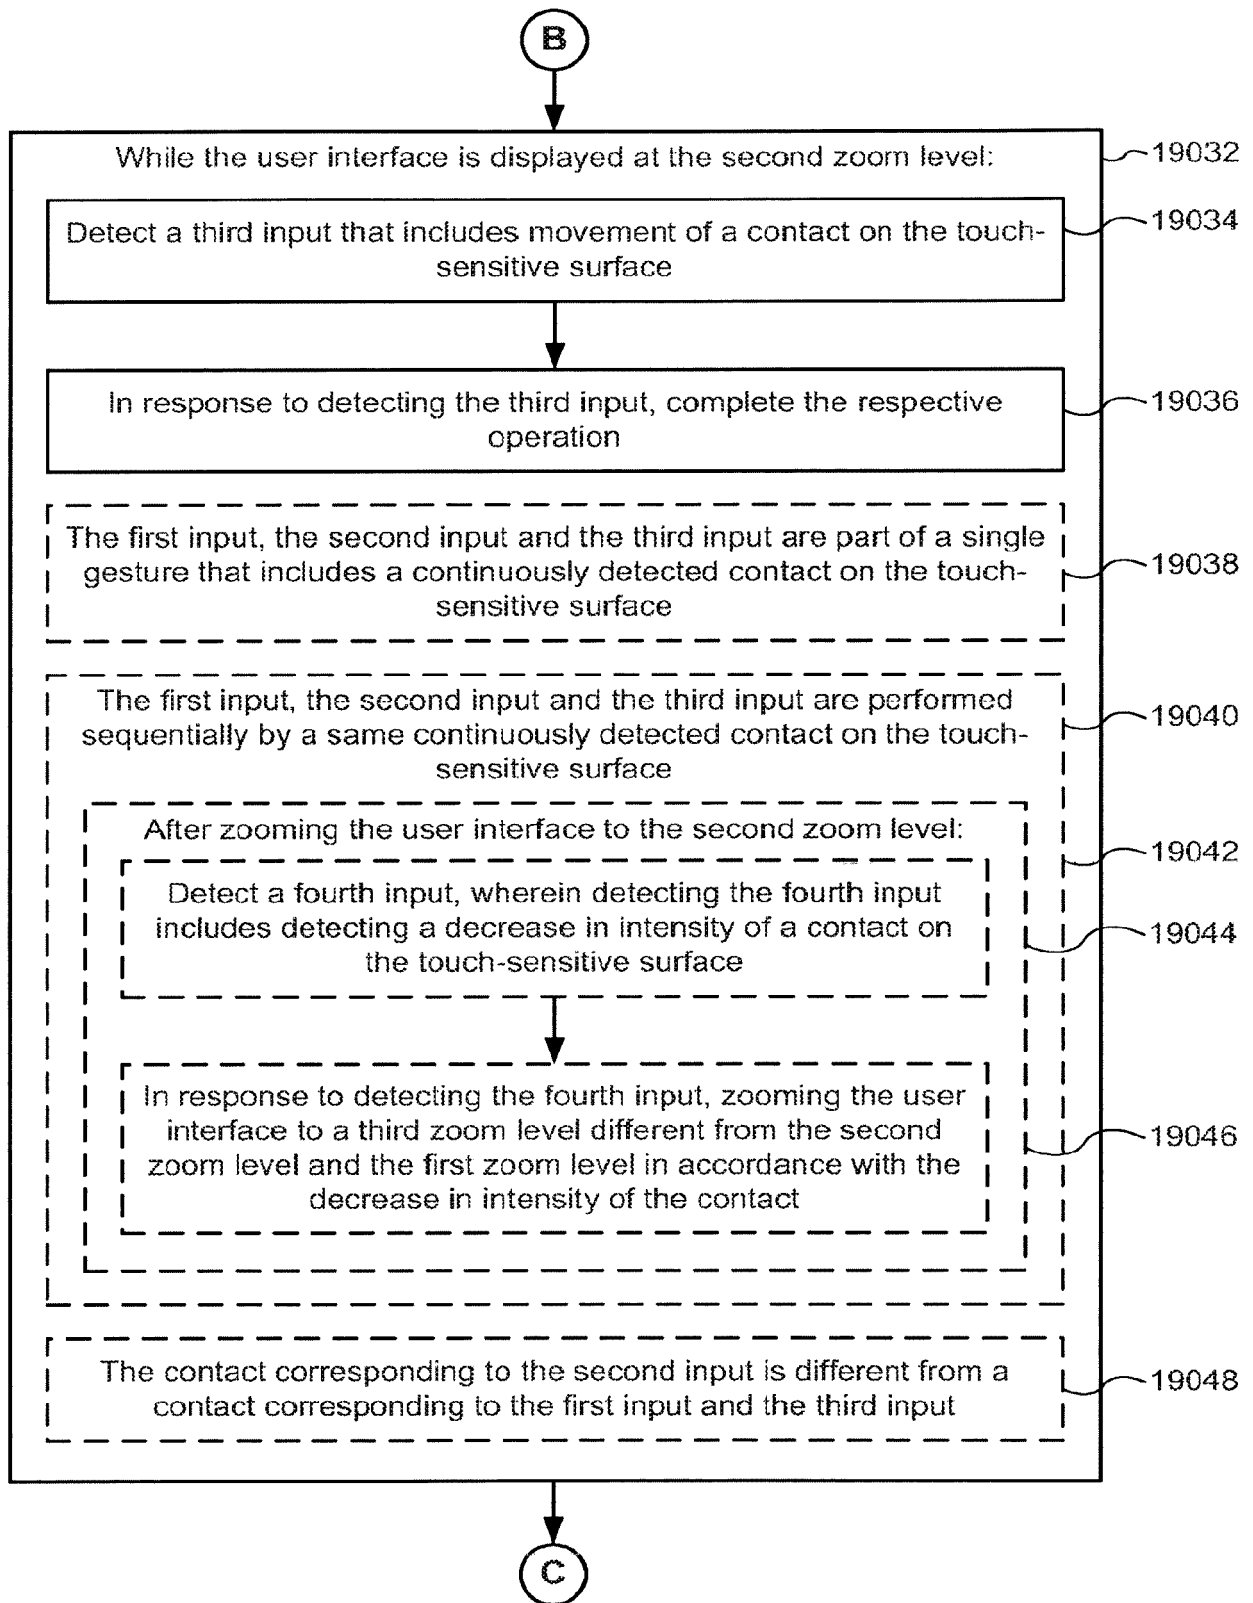 B
While the user interface is displayed at the second zoom level:
19032
Detect a third input that includes movement of a contact on the touch-
sensitive surface
19034
In response to detecting the third input, complete the respective
operation
19036
The first input, the second input and the third input are part of a single
gesture that includes a continuously detected contact on the touch-
sensitive surface
19038
The first input, the second input and the third input are performed
sequentially by a same continuously detected contact on the touch-
sensitive surface
19040
After zooming the user interface to the second zoom level:
19042
Detect a fourth input, wherein detecting the fourth input
includes detecting a decrease in intensity of a contact on
the touch-sensitive surface
19044
In response to detecting the fourth input, zooming the user
interface to a third zoom level different from the second
zoom level and the first zoom level in accordance with the
decrease in intensity of the contact
19046
The contact corresponding to the second input is different from a
contact corresponding to the first input and the third input
19048
C